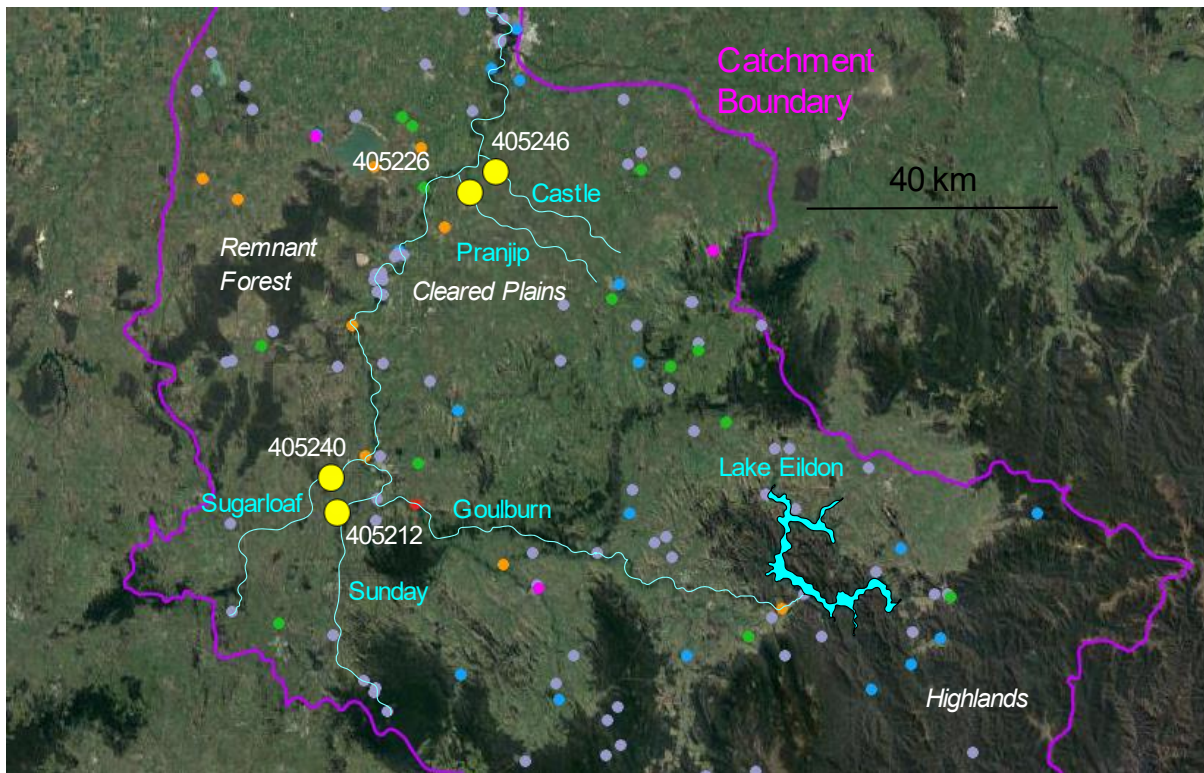 Catchment
Boundary
405246
405226
40 km
Castle
Remnant
Forest
Pranjip
Cleared Plains
405240
Lake Eildon
Sugarloaf
Goulburn
405212
Sunday
Highlands